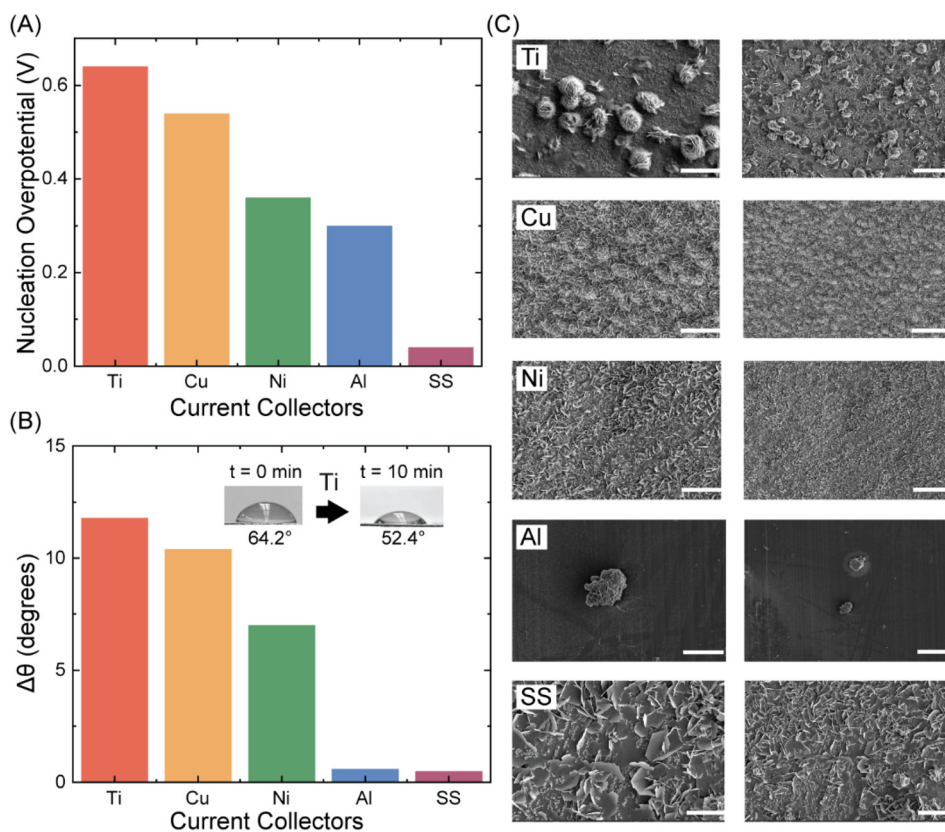 (A)
Nucleation Overpotential (V)
0.6
0.4
0.2
0.0
Ti Cu Ni Al SS
Current Collectors
(B)
Δθ (degrees)
15
10
5
0
t = 0 min Ti t = 10 min
64.2° 52.4°
Ti Cu Ni Al SS
Current Collectors
(C)
Ti
Cu
Ni
Al
SS